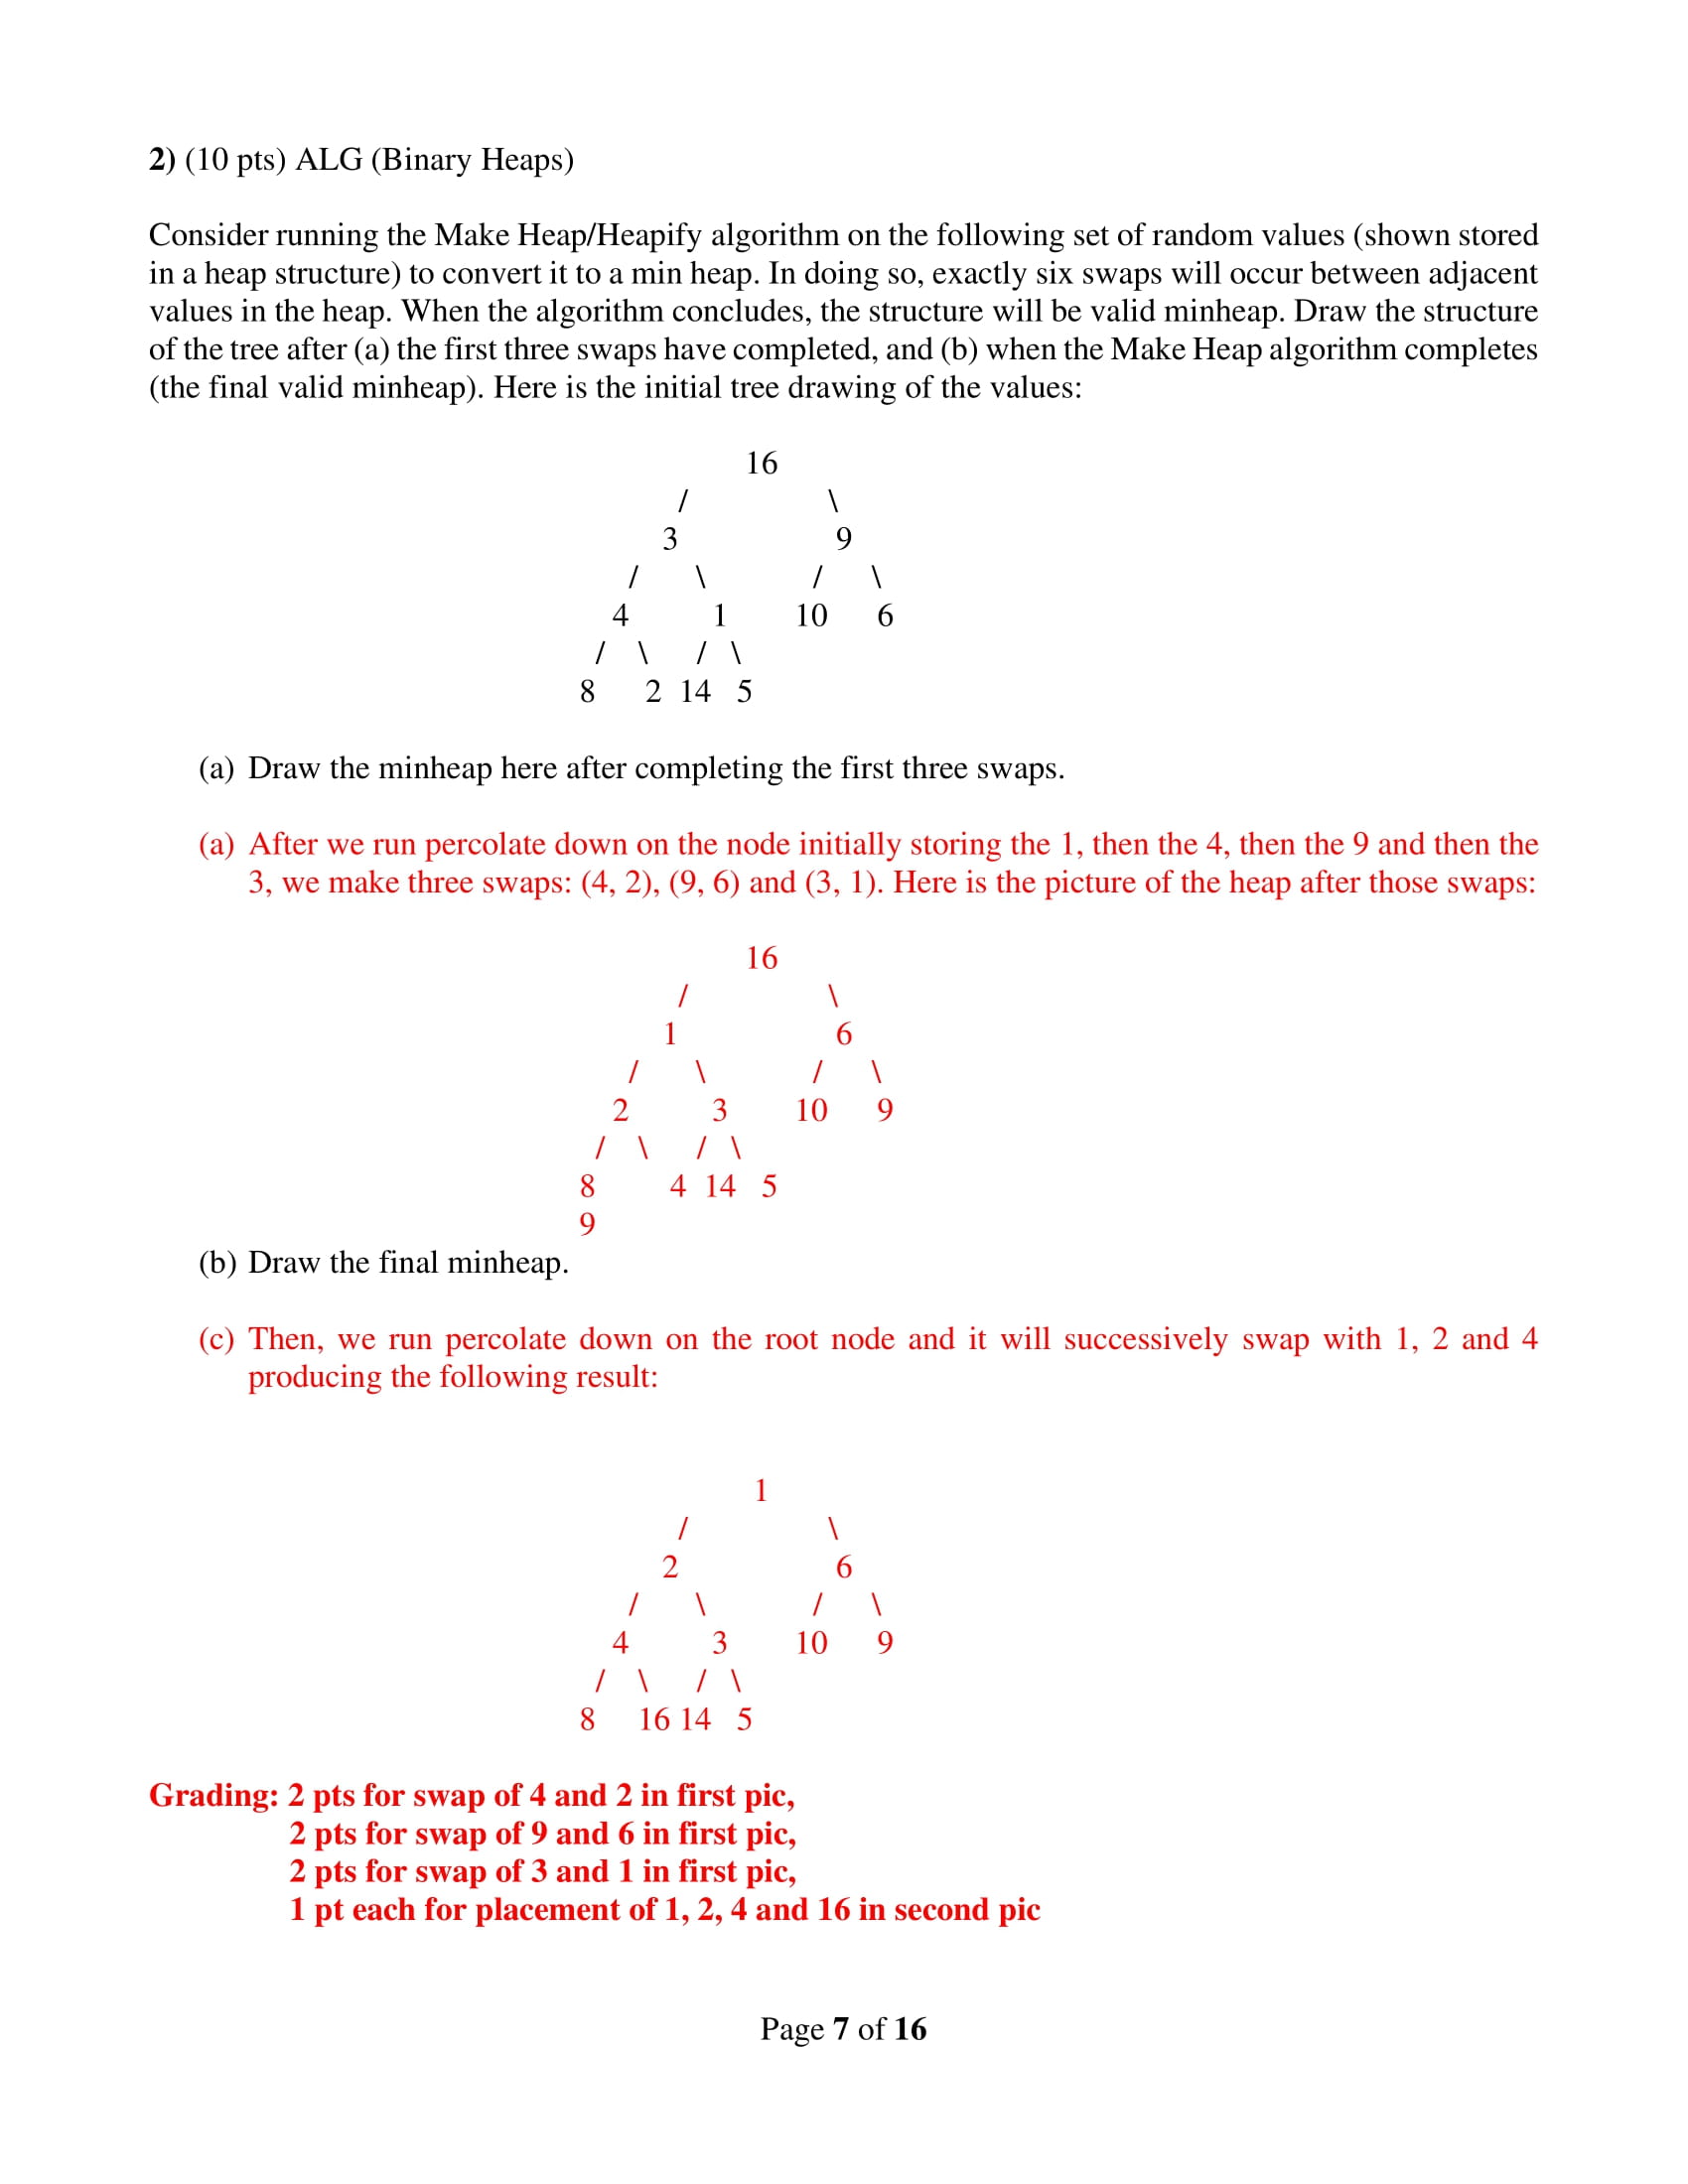 2) (10 pts) ALG (Binary Heaps)
Consider running the Make Heap/Heapify algorithm on the following set of random values (shown stored
in a heap structure) to convert it to a min heap. In doing so, exactly six swaps will occur between adjacent
values in the heap. When the algorithm concludes, the structure will be valid minheap. Draw the structure
of the tree after (a) the first three swaps have completed, and (b) when the Make Heap algorithm completes
(the final valid minheap). Here is the initial tree drawing of the values:
16
/ \
3 9
/ \ / \
4 1 10 6
/ \ / \
8 2 14 5
(a) Draw the minheap here after completing the first three swaps.
(a) After we run percolate down on the node initially storing the 1, then the 4, then the 9 and then the
3, we make three swaps: (4, 2), (9, 6) and (3, 1). Here is the picture of the heap after those swaps:
16
/ \
1 6
/ \ / \
2 3 10 9
/ \ / \
8 4 14 5
9
(b) Draw the final minheap.
(c) Then, we run percolate down on the root node and it will successively swap with 1, 2 and 4
producing the following result:
1
/ \
2 6
/ \ / \
4 3 10 9
/ \ / \
8 16 14 5
Grading: 2 pts for swap of 4 and 2 in first pic,
2 pts for swap of 9 and 6 in first pic,
2 pts for swap of 3 and 1 in first pic,
1 pt each for placement of 1, 2, 4 and 16 in second pic
Page 7 of 16